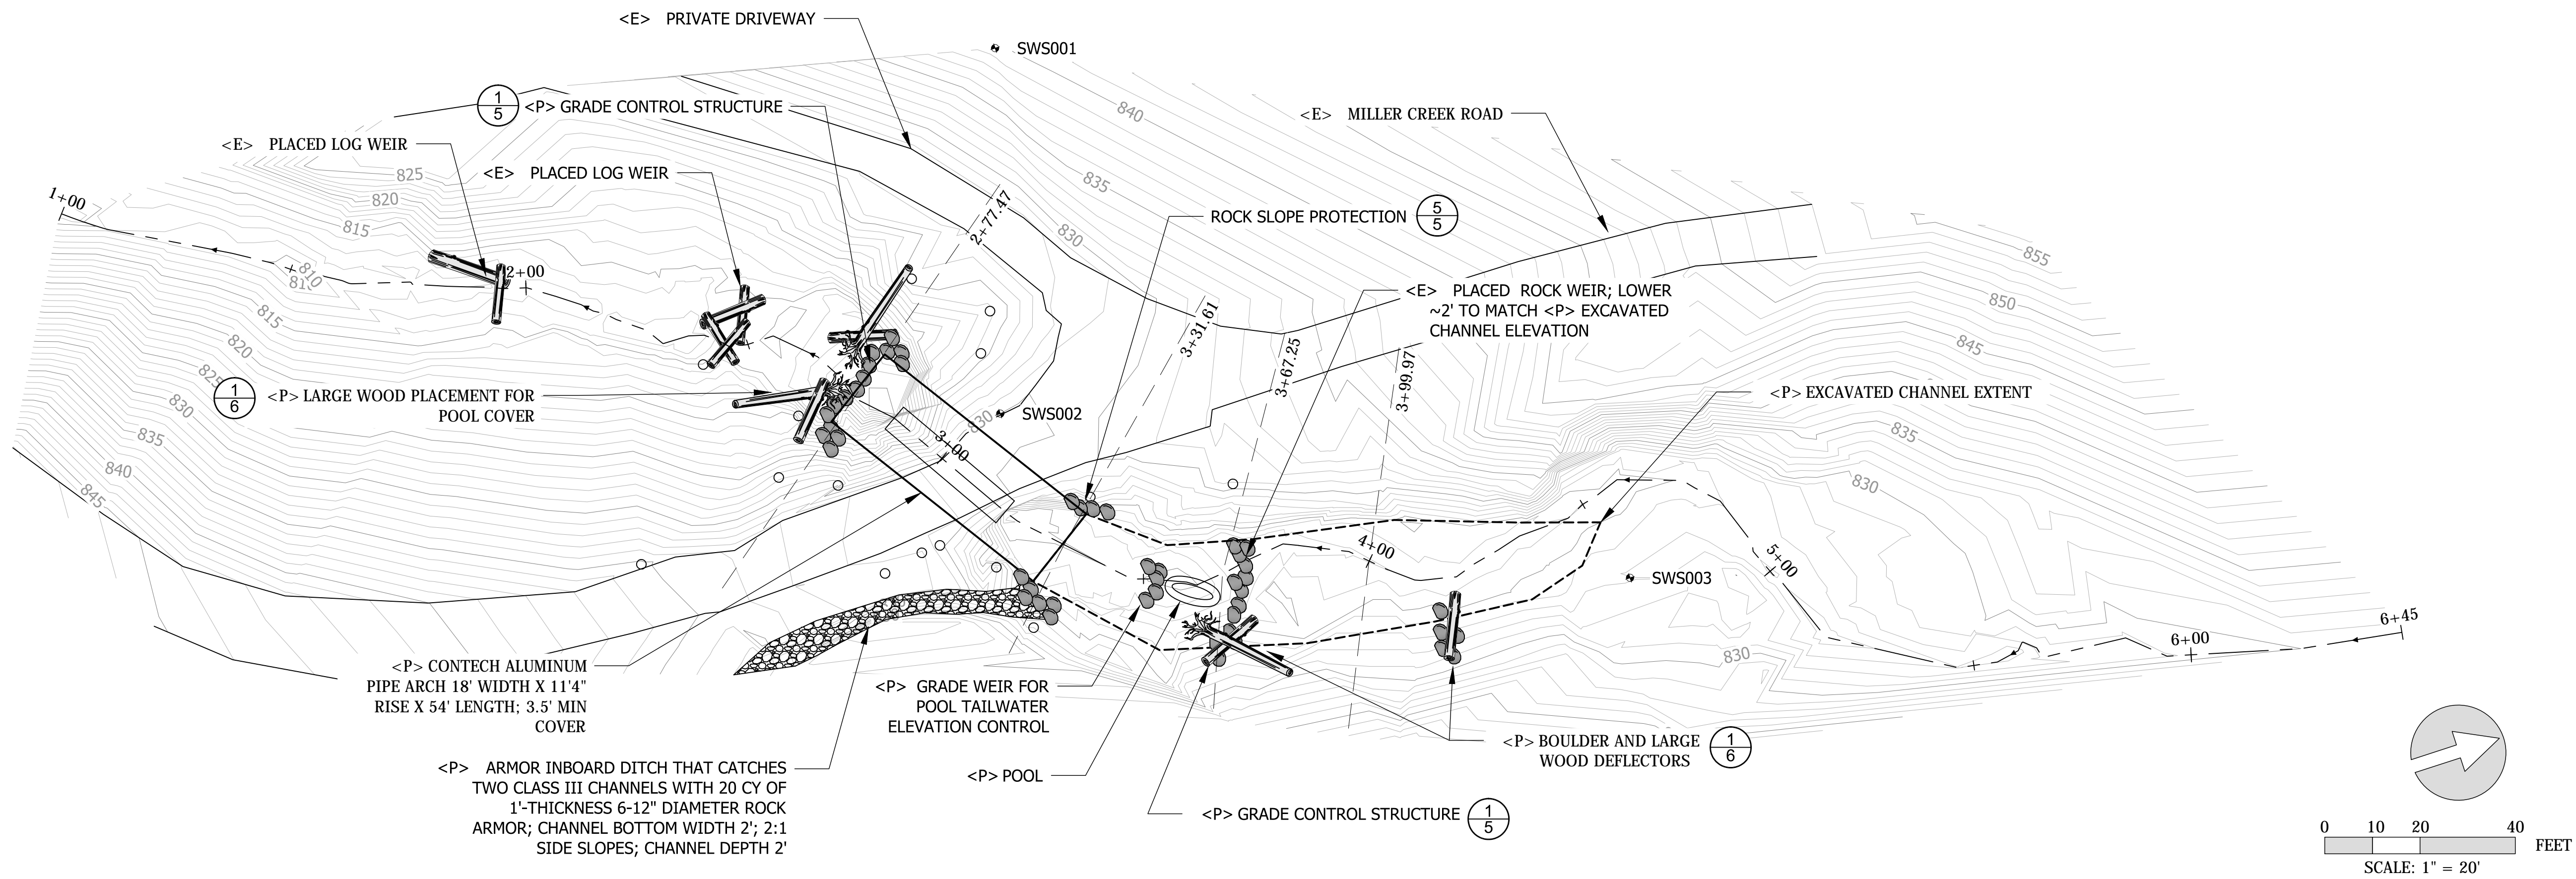 <E> PRIVATE DRIVEWAY
SWS001
1
5
<P> GRADE CONTROL STRUCTURE
<E> MILLER CREEK ROAD
<E> PLACED LOG WEIR
<E> PLACED LOG WEIR
840
835
830
825
820
815
810
1+00
2+00
2+77.47
ROCK SLOPE PROTECTION
5
5
855
850
845
<E> PLACED ROCK WEIR; LOWER
~2' TO MATCH <P> EXCAVATED
CHANNEL ELEVATION
3+31.61
3+67.25
3+99.97
815
820
825
830
835
840
845
1
6
<P> LARGE WOOD PLACEMENT FOR
POOL COVER
830
SWS002
3+00
<P> EXCAVATED CHANNEL EXTENT
835
830
4+00
5+00
SWS003
830
6+00
6+45
<P> CONTECH ALUMINUM
PIPE ARCH 18' WIDTH X 11'4"
RISE X 54' LENGTH; 3.5' MIN
COVER
<P> GRADE WEIR FOR
POOL TAILWATER
ELEVATION CONTROL
<P> BOULDER AND LARGE
WOOD DEFLECTORS
1
6
<P> ARMOR INBOARD DITCH THAT CATCHES
TWO CLASS III CHANNELS WITH 20 CY OF
1'-THICKNESS 6-12" DIAMETER ROCK
ARMOR; CHANNEL BOTTOM WIDTH 2'; 2:1
SIDE SLOPES; CHANNEL DEPTH 2'
<P> POOL
<P> GRADE CONTROL STRUCTURE
1
5
0 10 20 40
FEET
SCALE: 1" = 20'